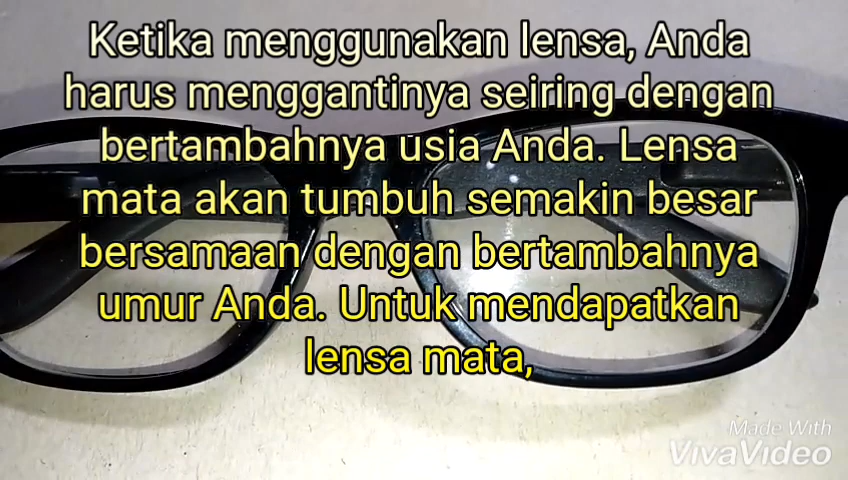 Ketika menggunakan lensa, Anda
harus menggantinya seiring dengan
bertambahnya usia Anda. Lensa
mata akan tumbuh semakin besar
bersamaan dengan bertambahnya
umur Anda. Untuk mendapatkan
lensa mata,
Made With
VivaVideo